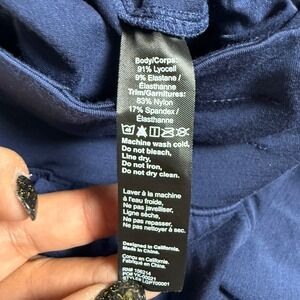 Body/Corps:
91% Lyocell
9% Elastane /
Élasthanne
Trim/Garnitures:
83% Nylon
17% Spandex /
Élasthanne
Machine wash cold.
Do not bleach.
Line dry.
Do not iron.
Do not dry clean.
Laver à la machine
à l'eau froide.
Ne pas javelliser.
Ligne sèche.
Ne pas repasser.
Ne pas nettoyer à sec.
Designed in California.
Made in China.
Conçu en Californie.
Fabriqué en Chine.